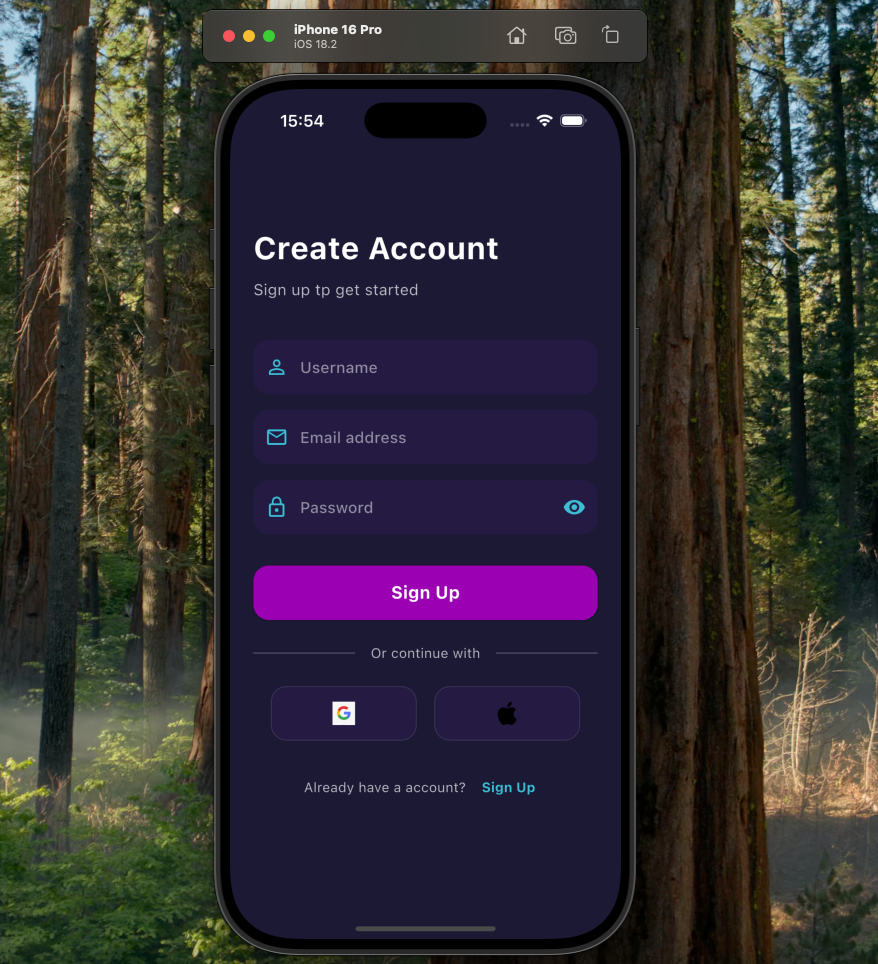 iPhone 16 Pro
iOS 18.2
15:54
Create Account
Sign up tp get started
Username
Email address
Password
Sign Up
Or continue with
G
Already have a account? Sign Up